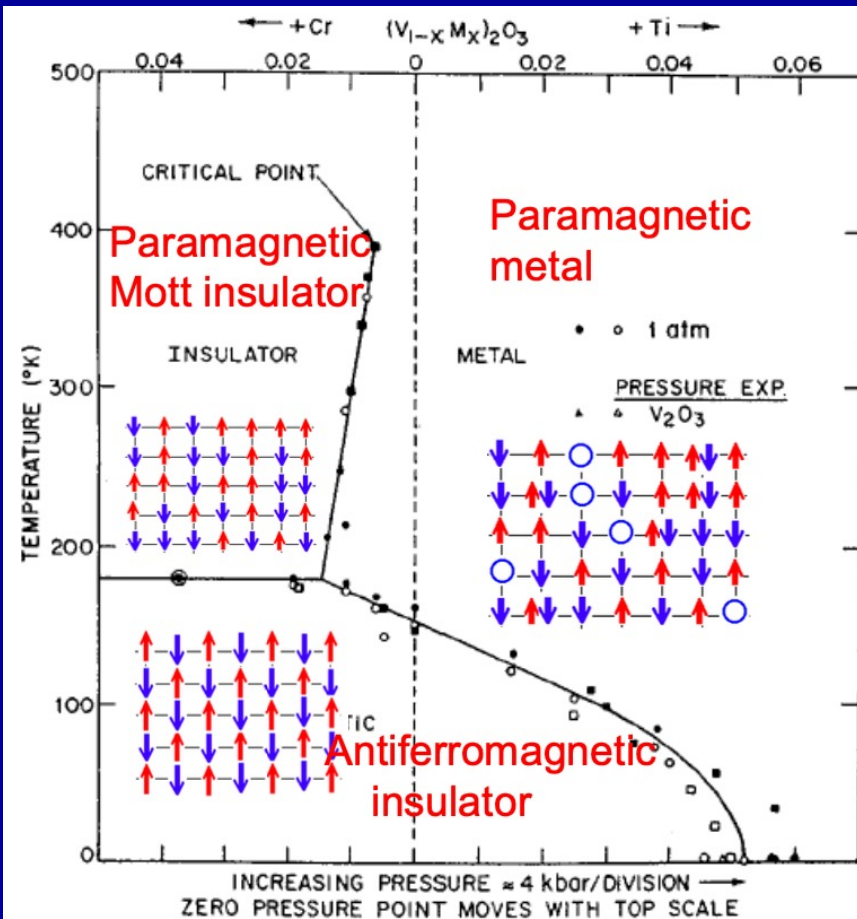 ←+Cr (V1-XMX)2O3 +Ti→
0.04 0.02 0 0.02 0.04 0.06
500
CRITICAL POINT
400
Paramagnetic
Mott insulator
Paramagnetic
metal
• ○ 1 atm
INSULATOR METAL
300
PRESSURE EXP.
V2O3
TEMPERATURE (°K)
200
100
TIC
Antiferromagnetic
insulator
0
INCREASING PRESSURE ≈ 4 kbar/DIVISION →
ZERO PRESSURE POINT MOVES WITH TOP SCALE